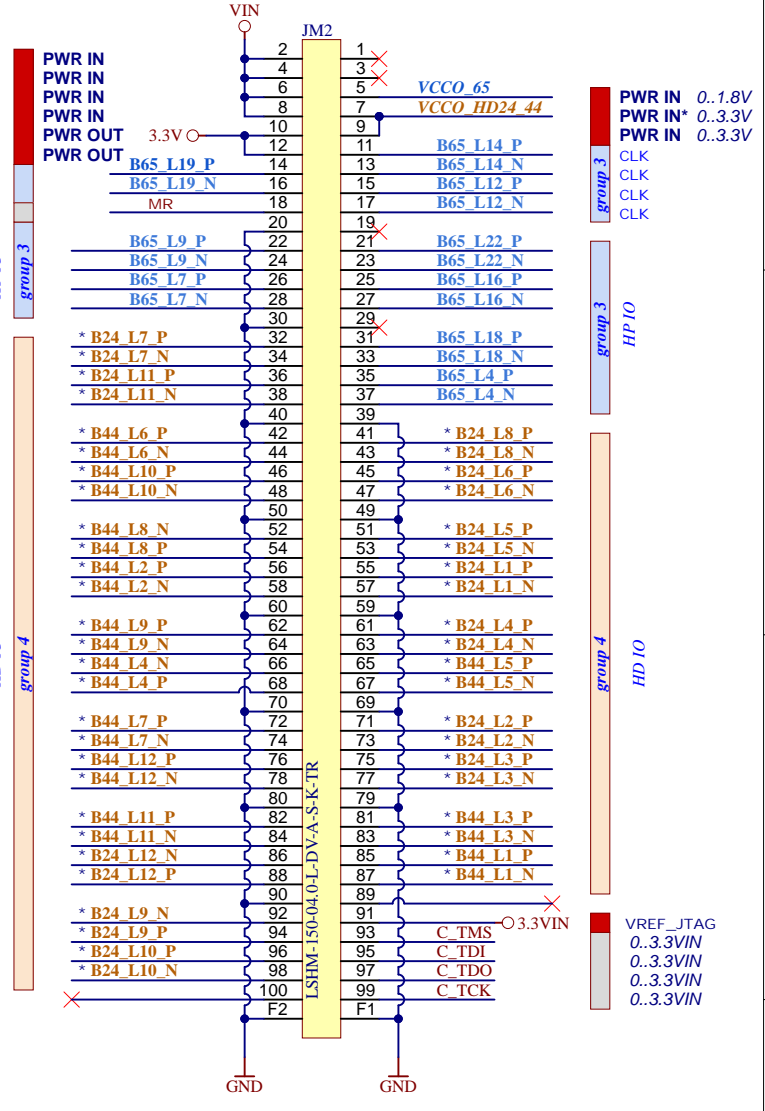 VIN
JM2
PWR IN 2 1
PWR IN 4 3
PWR IN 6 5 VCCO_65 PWR IN 0..1.8V
PWR IN 8 7 VCCO_HD24_44 PWR IN* 0..3.3V
PWR OUT 3.3V 10 9 PWR IN 0..3.3V
PWR OUT 12 11 B65_L14_P CLK
B65_L19_P 14 13 B65_L14_N CLK
B65_L19_N 16 15 B65_L12_P CLK
MR 18 17 B65_L12_N CLK
group 3
20 19
B65_L9_P 22 21 B65_L22_P
B65_L9_N 24 23 B65_L22_N
B65_L7_P 26 25 B65_L16_P
B65_L7_N 28 27 B65_L16_N
group 3
30 29
group 3
HP IO
* B24_L7_P 32 31 B65_L18_P
* B24_L7_N 34 33 B65_L18_N
* B24_L11_P 36 35 B65_L4_P
* B24_L11_N 38 37 B65_L4_N
40 39
* B44_L6_P 42 41 * B24_L8_P
* B44_L6_N 44 43 * B24_L8_N
* B44_L10_P 46 45 * B24_L6_P
* B44_L10_N 48 47 * B24_L6_N
50 49
* B44_L8_N 52 51 * B24_L5_P
* B44_L8_P 54 53 * B24_L5_N
* B44_L2_P 56 55 * B24_L1_P
* B44_L2_N 58 57 * B24_L1_N
60 59
* B44_L9_P 62 61 * B24_L4_P
* B44_L9_N 64 63 * B24_L4_N
* B44_L4_N 66 65 * B44_L5_P
* B44_L4_P 68 67 * B44_L5_N
group 4
group 4
HD IO
70 69
* B44_L7_P 72 71 * B24_L2_P
* B44_L7_N 74 73 * B24_L2_N
* B44_L12_P 76 75 * B24_L3_P
* B44_L12_N 78 77 * B24_L3_N
80 79
* B44_L11_P 82 81 * B44_L3_P
* B44_L11_N 84 83 * B44_L3_N
* B24_L12_N 86 85 * B44_L1_P
* B24_L12_P 88 87 * B44_L1_N
90 89
* B24_L9_N 92 91 3.3VIN VREF_JTAG
* B24_L9_P 94 93 C_TMS 0..3.3VIN
* B24_L10_P 96 95 C_TDI 0..3.3VIN
* B24_L10_N 98 97 C_TDO 0..3.3VIN
100 99 C_TCK 0..3.3VIN
F2 F1
LSHM-150-04.0-L-DV-A-S-K-TR
GND GND